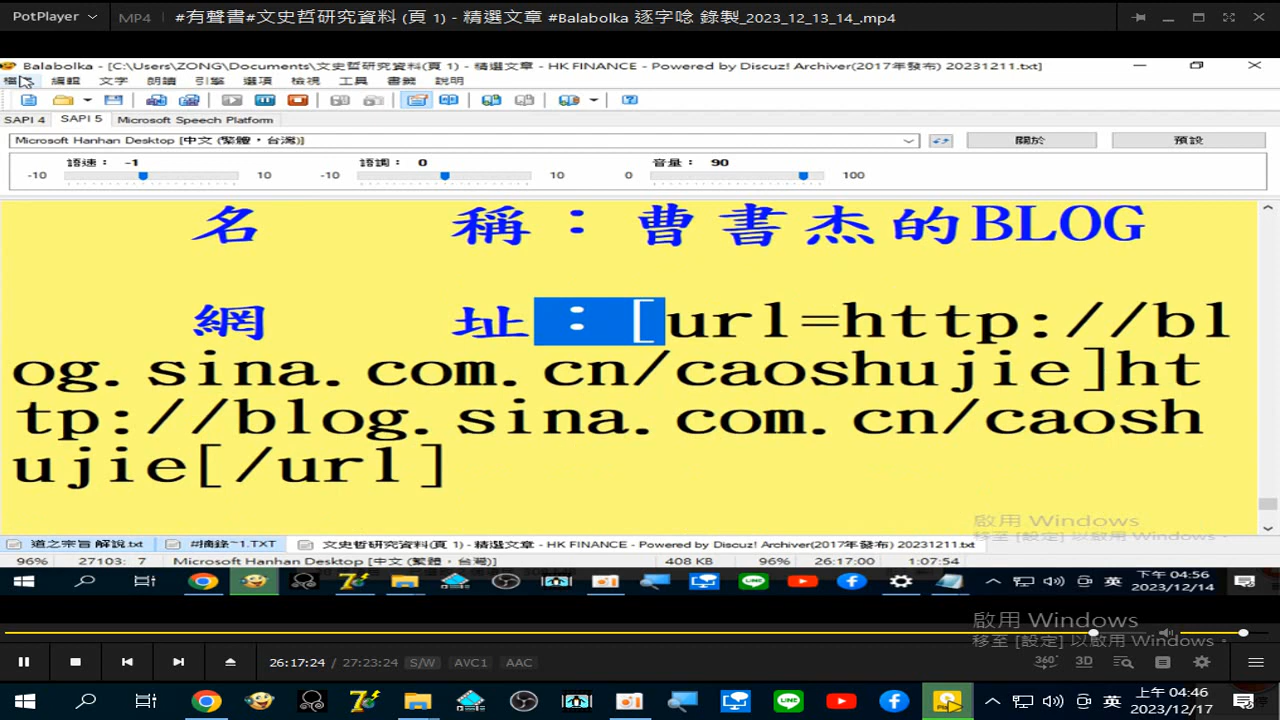 PotPlayer MP4 #有聲書#文史哲研究資料 (頁 1) - 精選文章 #Balabolka 逐字唸 錄製_2023_12_13_14_.mp4
Balabolka - [C:\Users\ZONG\Documents\文史哲研究資料(頁 1) - 精選文章 - HK FINANCE - Powered by Discuz! Archiver(2017年發布) 20231211.txt]
檔案 編輯 文字 朗讀 引擎 選項 檢視 工具 書籤 說明
SAPI 4 SAPI 5 Microsoft Speech Platform
Microsoft Hanhan Desktop [中文 (繁體，台灣)] 關於 預設
語速： -1 語調： 0 音量： 90
-10 10 -10 10 0 100
名 稱：曹書杰的BLOG
網 址：[url=http://bl
og.sina.com.cn/caoshujie]ht
tp://blog.sina.com.cn/caosh
ujie[/url]
啟用 Windows
移至 [設定] 以啟用 Windows。
道之宗旨 解說.txt #摘錄~1.TXT 文史哲研究資料(頁 1) - 精選文章 - HK FINANCE - Powered by Discuz! Archiver(2017年發布) 20231211.txt
96% 27103: 7 Microsoft Hanhan Desktop [中文 (繁體，台灣)] 408 KB 96% 26:17:00 1:07:54
英 下午 04:56
2023/12/14
啟用 Windows
移至 [設定] 以啟用 Windows。
26:17:24 / 27:23:24 S/W AVC1 AAC 360° 3D
英 上午 04:46
2023/12/17